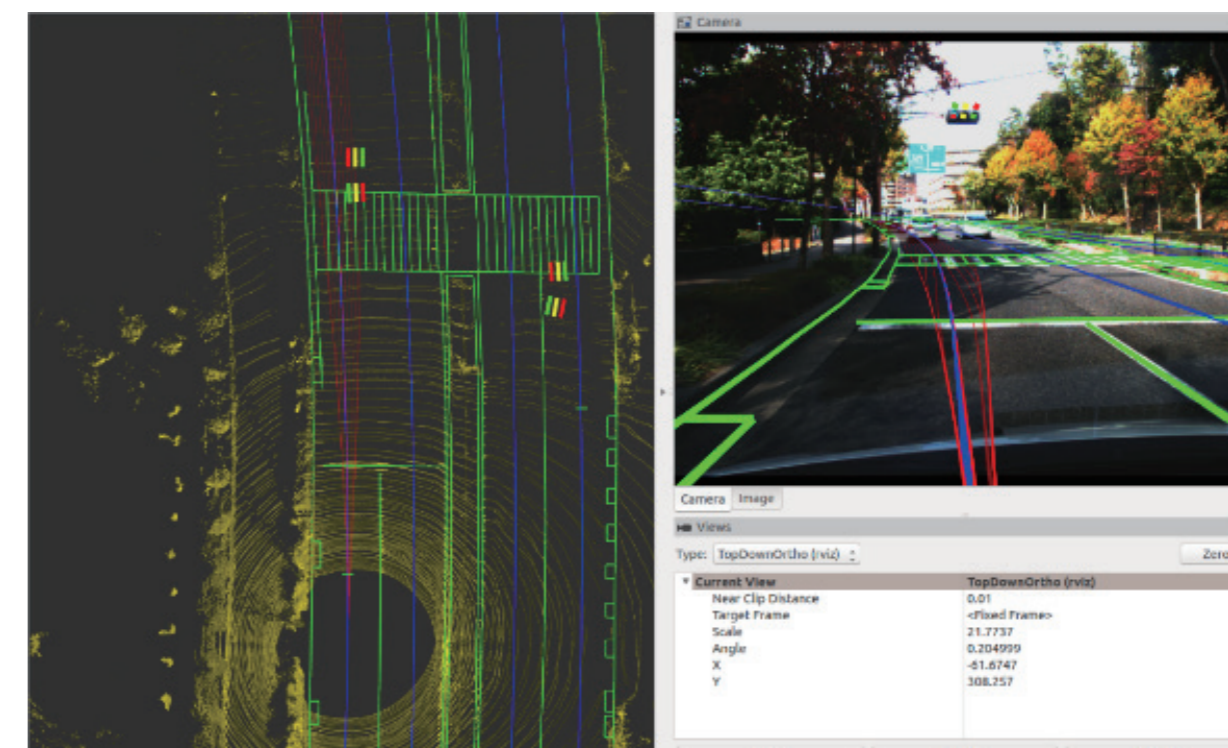 Camera
Camera Image
Views
Type: TopDownOrtho (rviz) Zero
Current View TopDownOrtho (rviz)
Near Clip Distance 0.01
Target Frame <Fixed Frame>
Scale 21.7737
Angle 0.204999
X -61.6747
Y 308.257